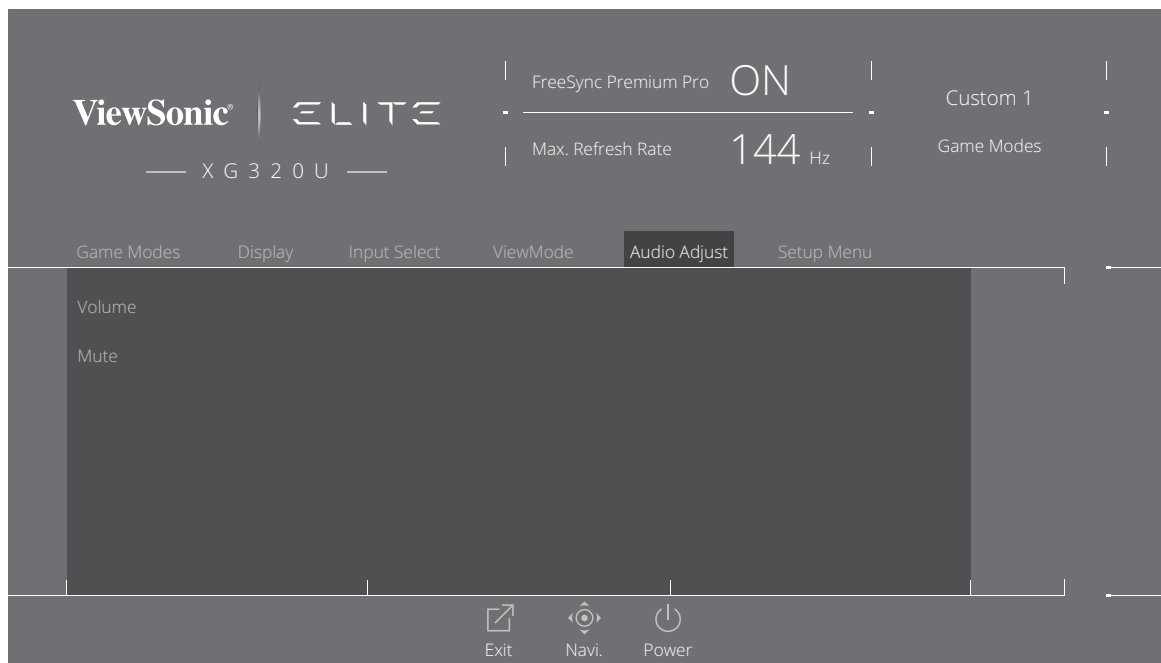 ViewSonic® ELITE
XG320U
FreeSync Premium Pro ON
Max. Refresh Rate 144 Hz
Custom 1
Game Modes
Game Modes Display Input Select ViewMode Audio Adjust Setup Menu
Volume
Mute
Exit Navi. Power